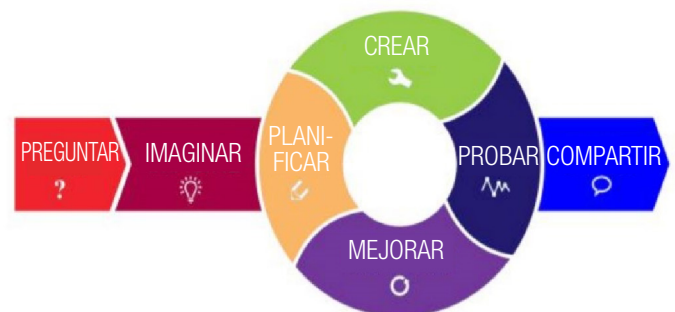 PREGUNTAR
?
IMAGINAR
PLANI-
FICAR
CREAR
PROBAR
MEJORAR
COMPARTIR